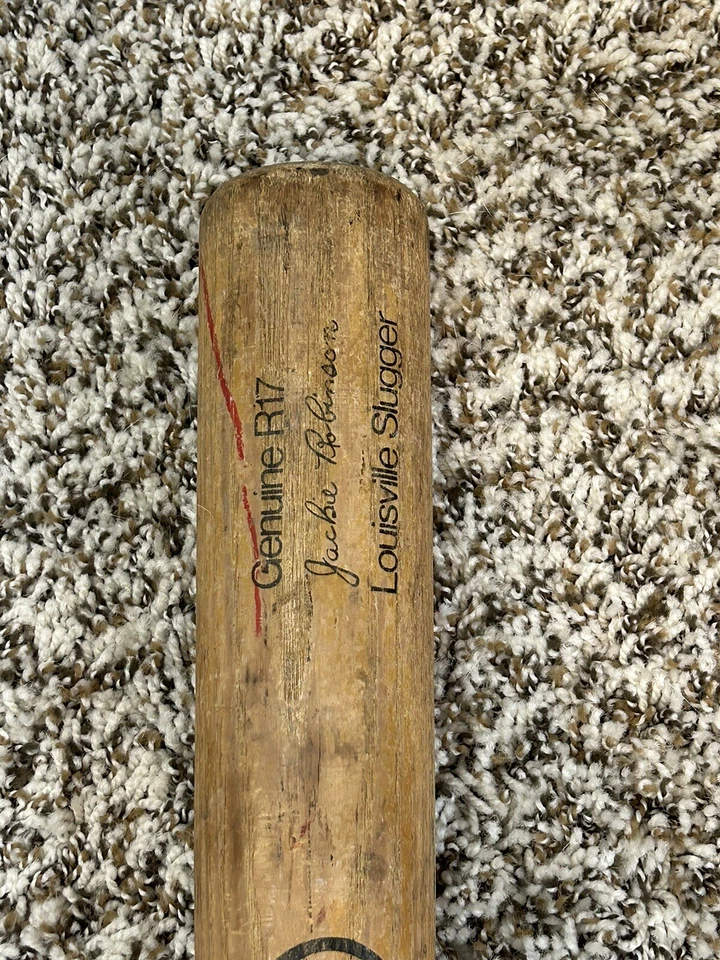 Genuine R17
Jackie Robinson
Louisville Slugger